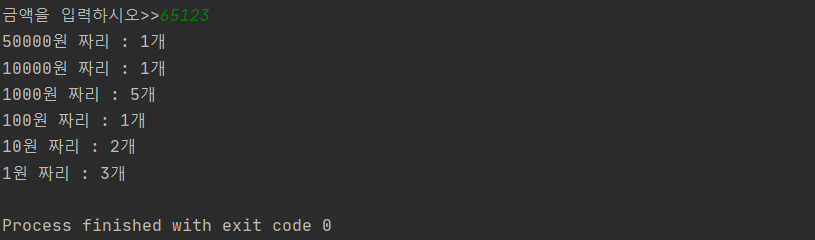 금액을 입력하시오>>65123
50000원 짜리 : 1개
10000원 짜리 : 1개
1000원 짜리 : 5개
100원 짜리 : 1개
10원 짜리 : 2개
1원 짜리 : 3개
Process finished with exit code 0